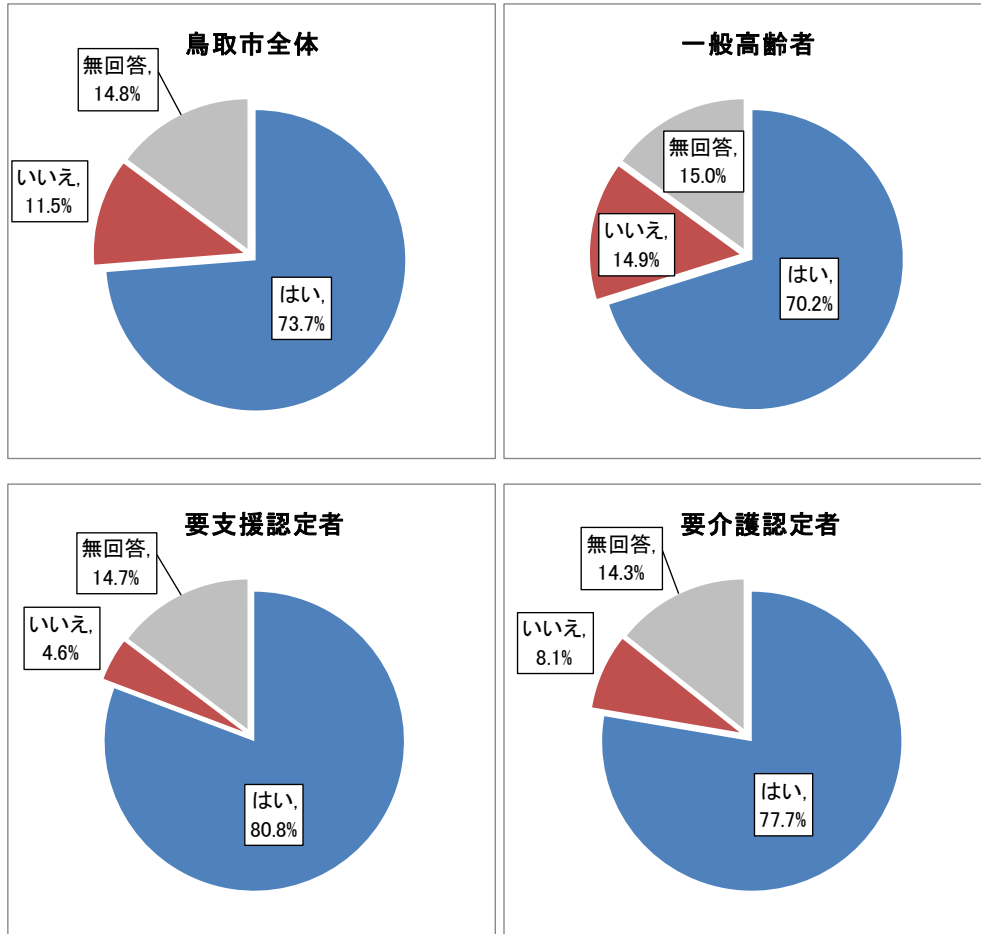 鳥取市全体
無回答,
14.8%
いいえ,
11.5%
はい,
73.7%
一般高齢者
無回答,
15.0%
いいえ,
14.9%
はい,
70.2%
要支援認定者
無回答,
14.7%
いいえ,
4.6%
はい,
80.8%
要介護認定者
無回答,
14.3%
いいえ,
8.1%
はい,
77.7%